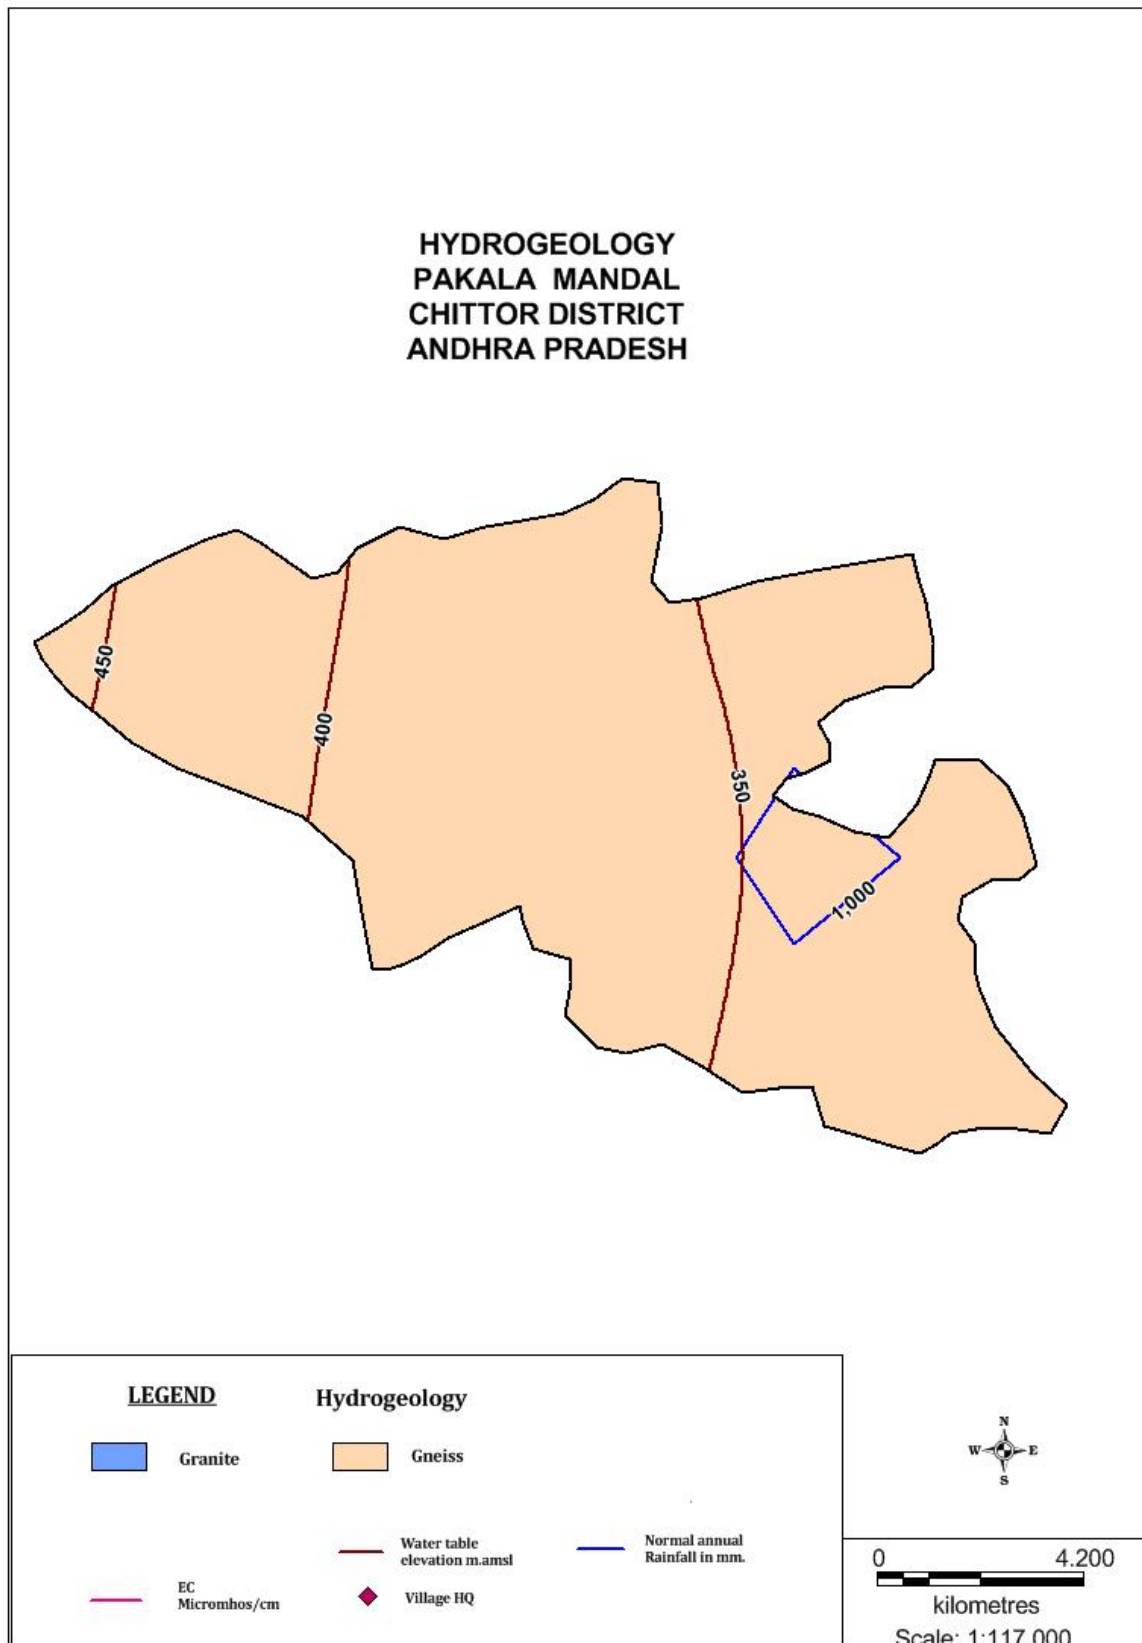 HYDROGEOLOGY
PAKALA MANDAL
CHITTOR DISTRICT
ANDHRA PRADESH
450
400
350
1,000
LEGEND
Hydrogeology
Granite
Gneiss
Water table
elevation m.amsl
Normal annual
Rainfall in mm.
EC
Micromhos/cm
Village HQ
N
W E
S
0 4.200
kilometres
Scale: 1:117,000